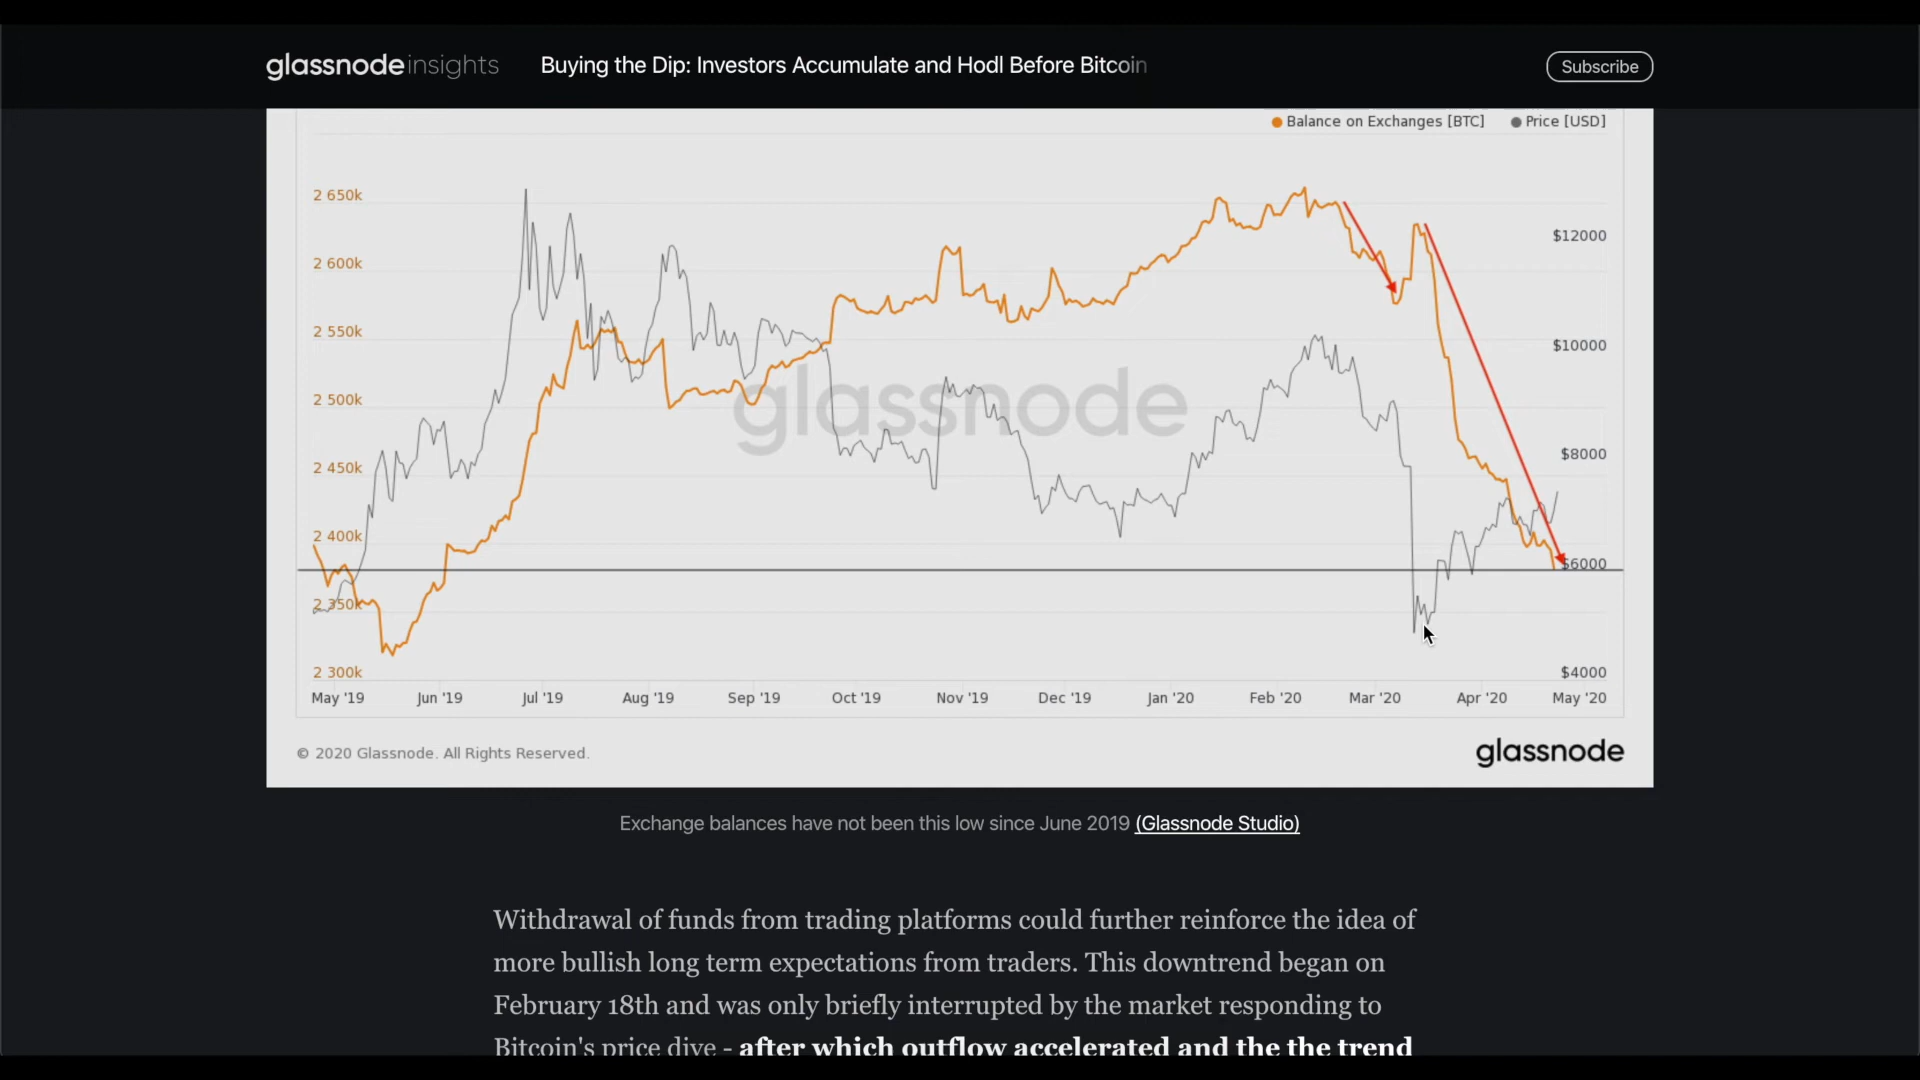 glassnode insights
Buying the Dip: Investors Accumulate and Hodl Before Bitcoin
Subscribe
Balance on Exchanges [BTC] Price [USD]
2 650k
2 600k
2 550k
2 500k
2 450k
2 400k
2 350k
2 300k
$12000
$10000
$8000
$6000
$4000
glassnode
May '19 Jun '19 Jul '19 Aug '19 Sep '19 Oct '19 Nov '19 Dec '19 Jan '20 Feb '20 Mar '20 Apr '20 May '20
© 2020 Glassnode. All Rights Reserved.
glassnode
Exchange balances have not been this low since June 2019 (Glassnode Studio)
Withdrawal of funds from trading platforms could further reinforce the idea of
more bullish long term expectations from traders. This downtrend began on
February 18th and was only briefly interrupted by the market responding to
Bitcoin's price dive - after which outflow accelerated and the the trend